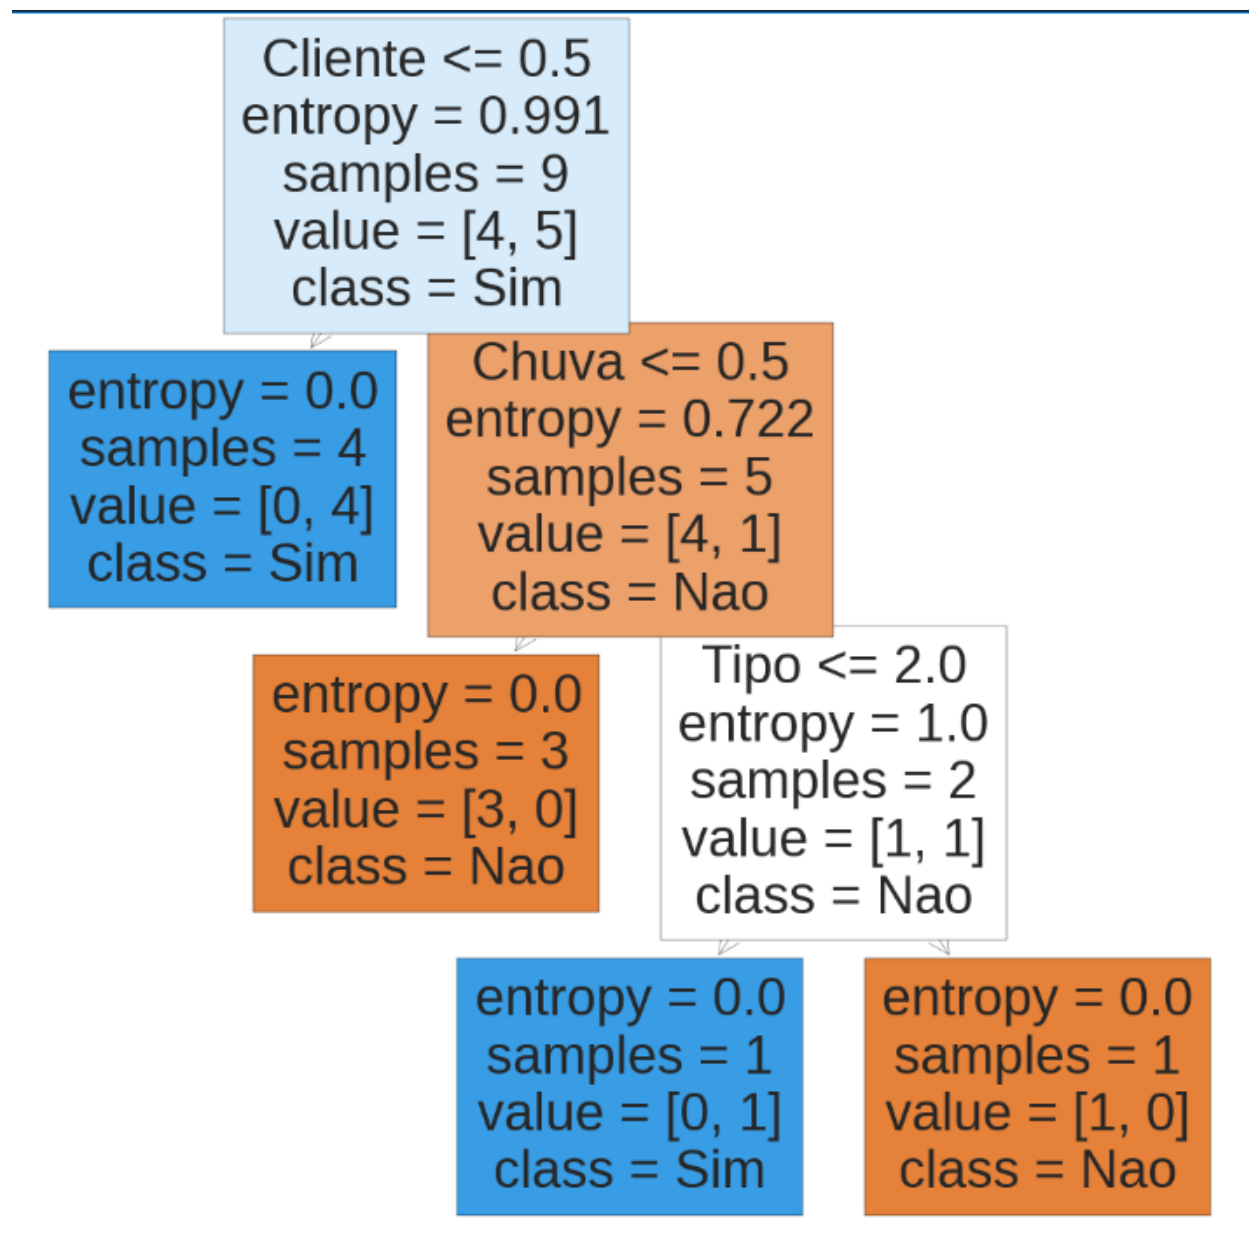 Cliente <= 0.5
entropy = 0.991
samples = 9
value = [4, 5]
class = Sim
entropy = 0.0
samples = 4
value = [0, 4]
class = Sim
Chuva <= 0.5
entropy = 0.722
samples = 5
value = [4, 1]
class = Nao
entropy = 0.0
samples = 3
value = [3, 0]
class = Nao
Tipo <= 2.0
entropy = 1.0
samples = 2
value = [1, 1]
class = Nao
entropy = 0.0
samples = 1
value = [0, 1]
class = Sim
entropy = 0.0
samples = 1
value = [1, 0]
class = Nao